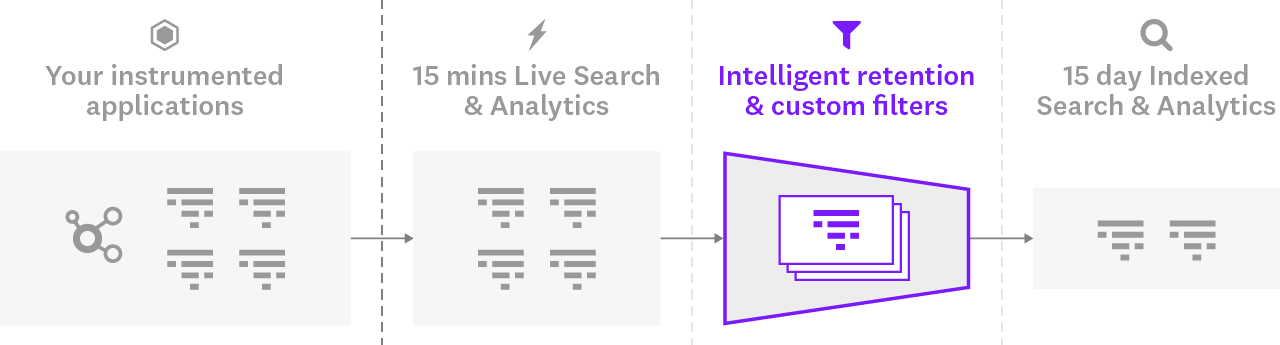 Your instrumented
applications
15 mins Live Search
& Analytics
Intelligent retention
& custom filters
15 day Indexed
Search & Analytics